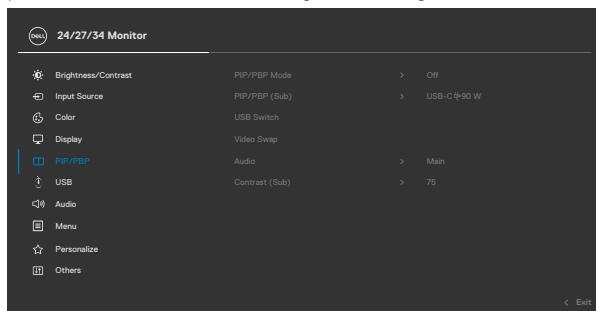 DELL 24/27/34 Monitor
Brightness/Contrast PIP/PBP Mode > Off
Input Source PIP/PBP (Sub) > USB-C 90 W
Color USB Switch
Display Video Swap
PIP/PBP Audio > Main
USB Contrast (Sub) > 75
Audio
Menu
Personalize
Others
< Exit